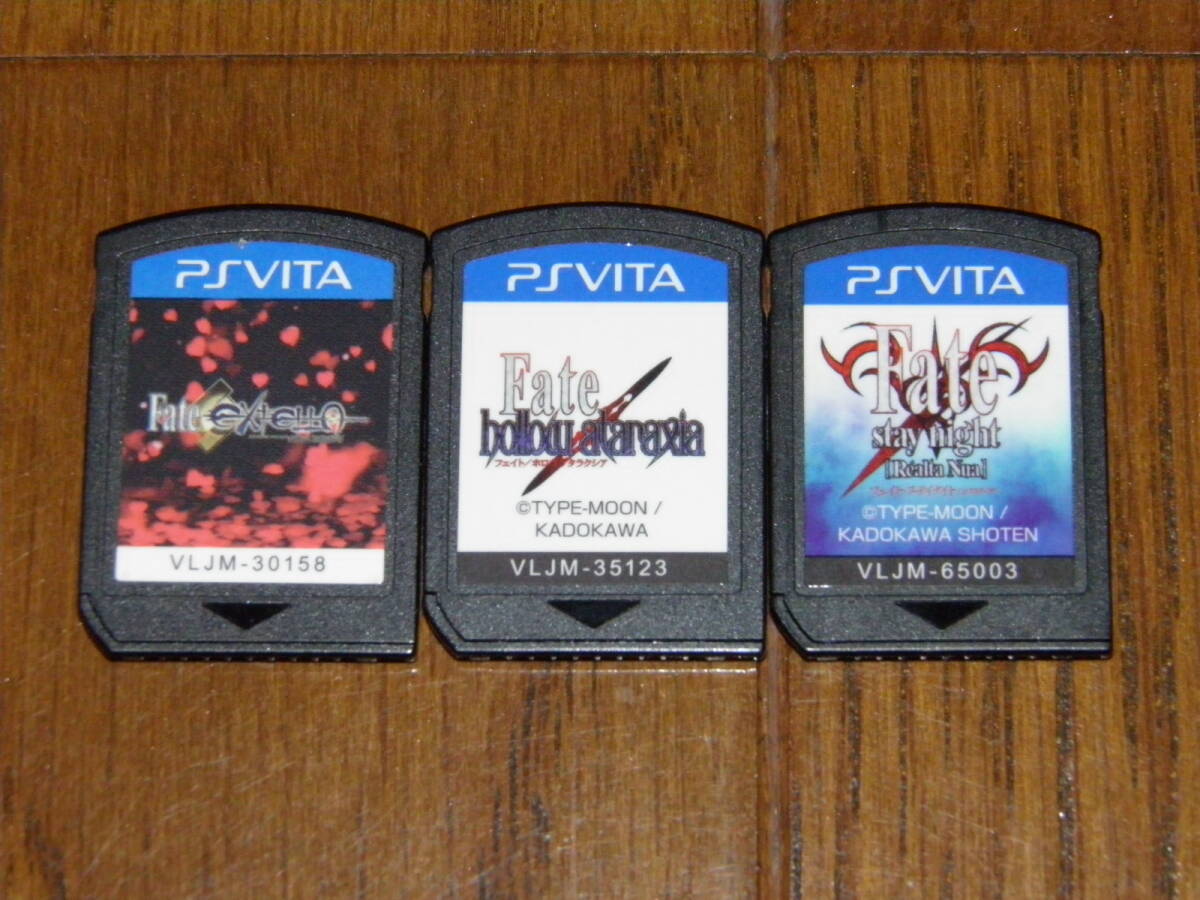 PSVITA
Fate EXTELLA
VLJM-30158
PSVITA
Fate
hollow ataraxia
フェイト/ホロウアタラクシア
©TYPE-MOON /
KADOKAWA
VLJM-35123
PSVITA
Fate
stay night
[Réalta Nua]
©TYPE-MOON /
KADOKAWA SHOTEN
VLJM-65003